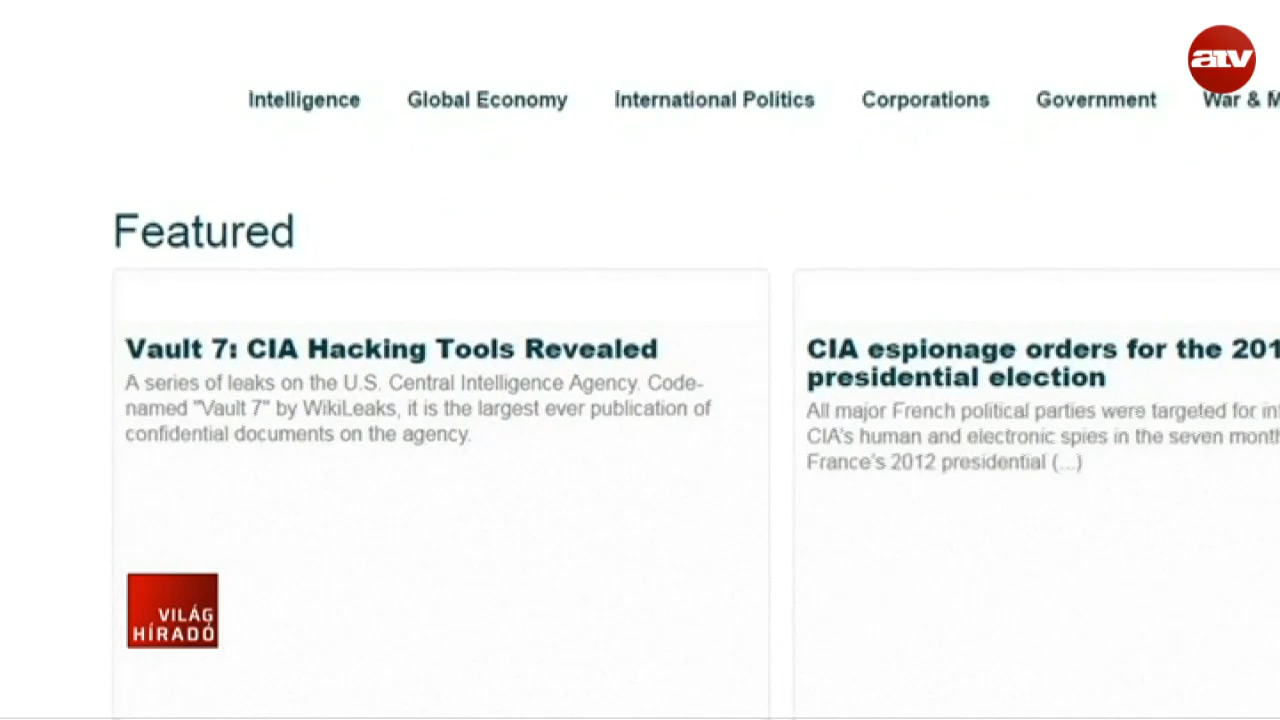 atv
Intelligence Global Economy International Politics Corporations Government War &
Featured
Vault 7: CIA Hacking Tools Revealed
A series of leaks on the U.S. Central Intelligence Agency. Code-
named "Vault 7" by WikiLeaks, it is the largest ever publication of
confidential documents on the agency.
CIA espionage orders for the 201
presidential election
All major French political parties were targeted for
CIA's human and electronic spies in the seven
France's 2012 presidential (...)
VILÁG
HÍRADÓ